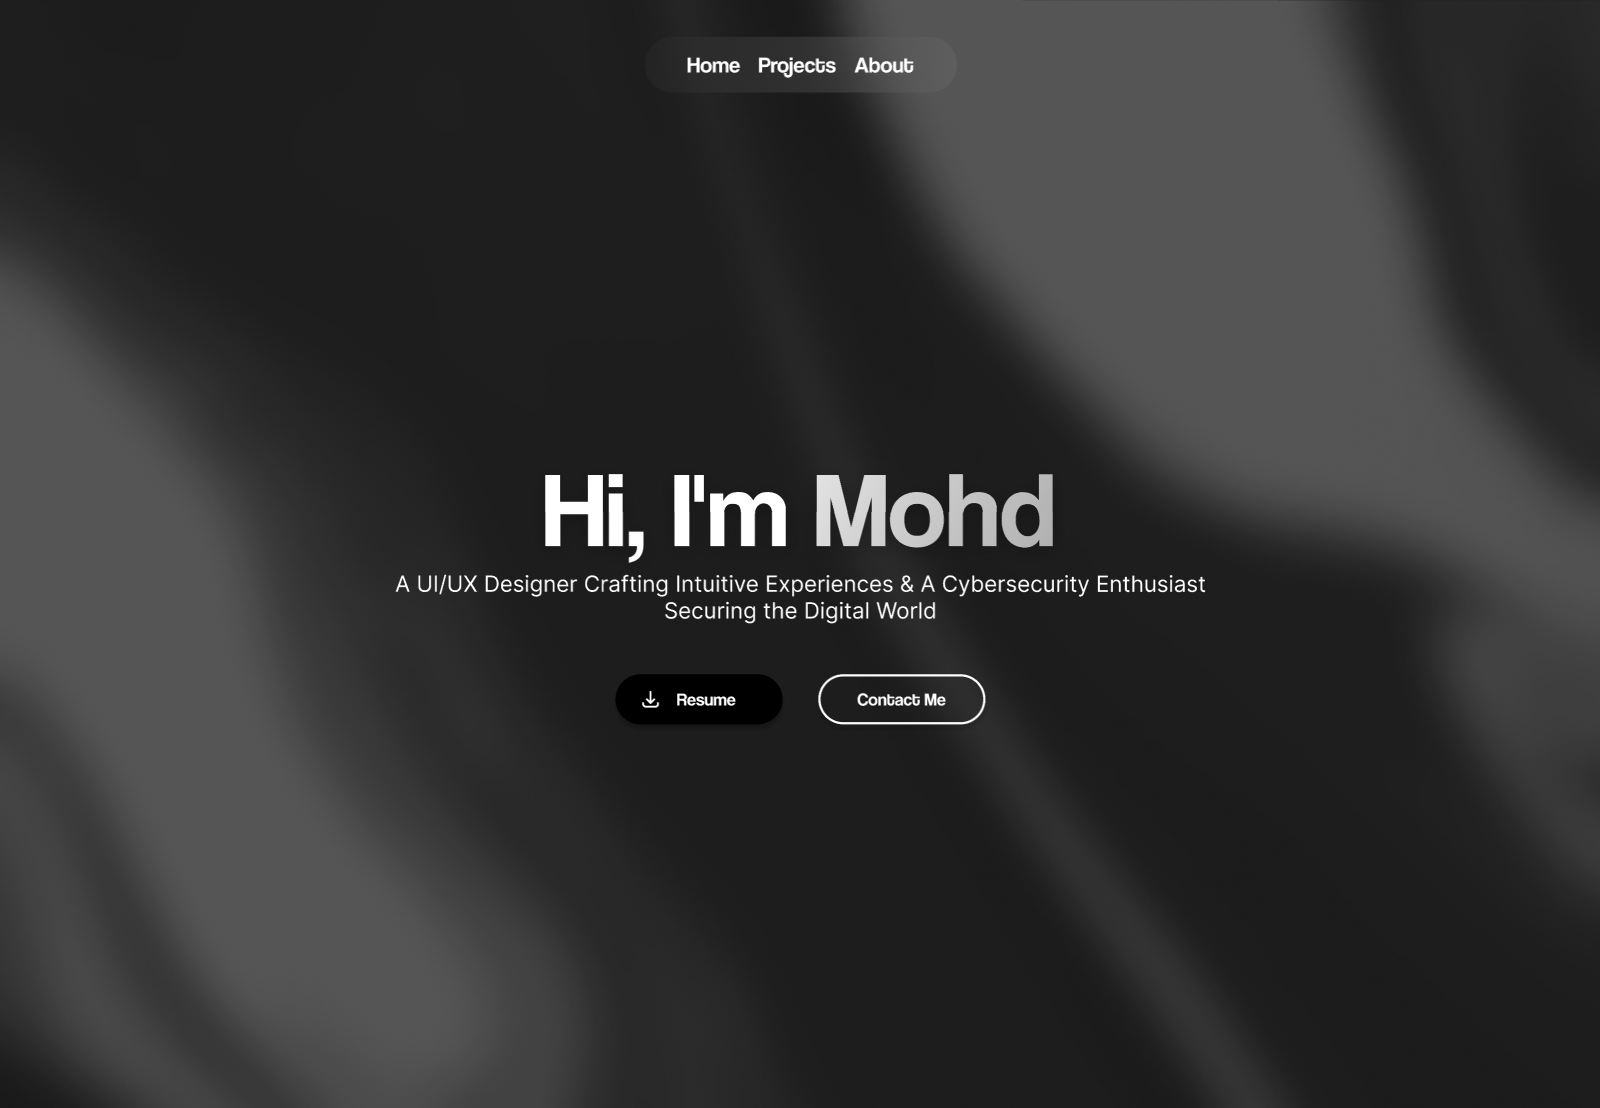 Home Projects About
Hi, I'm Mohd
A UI/UX Designer Crafting Intuitive Experiences & A Cybersecurity Enthusiast
Securing the Digital World
Resume
Contact Me